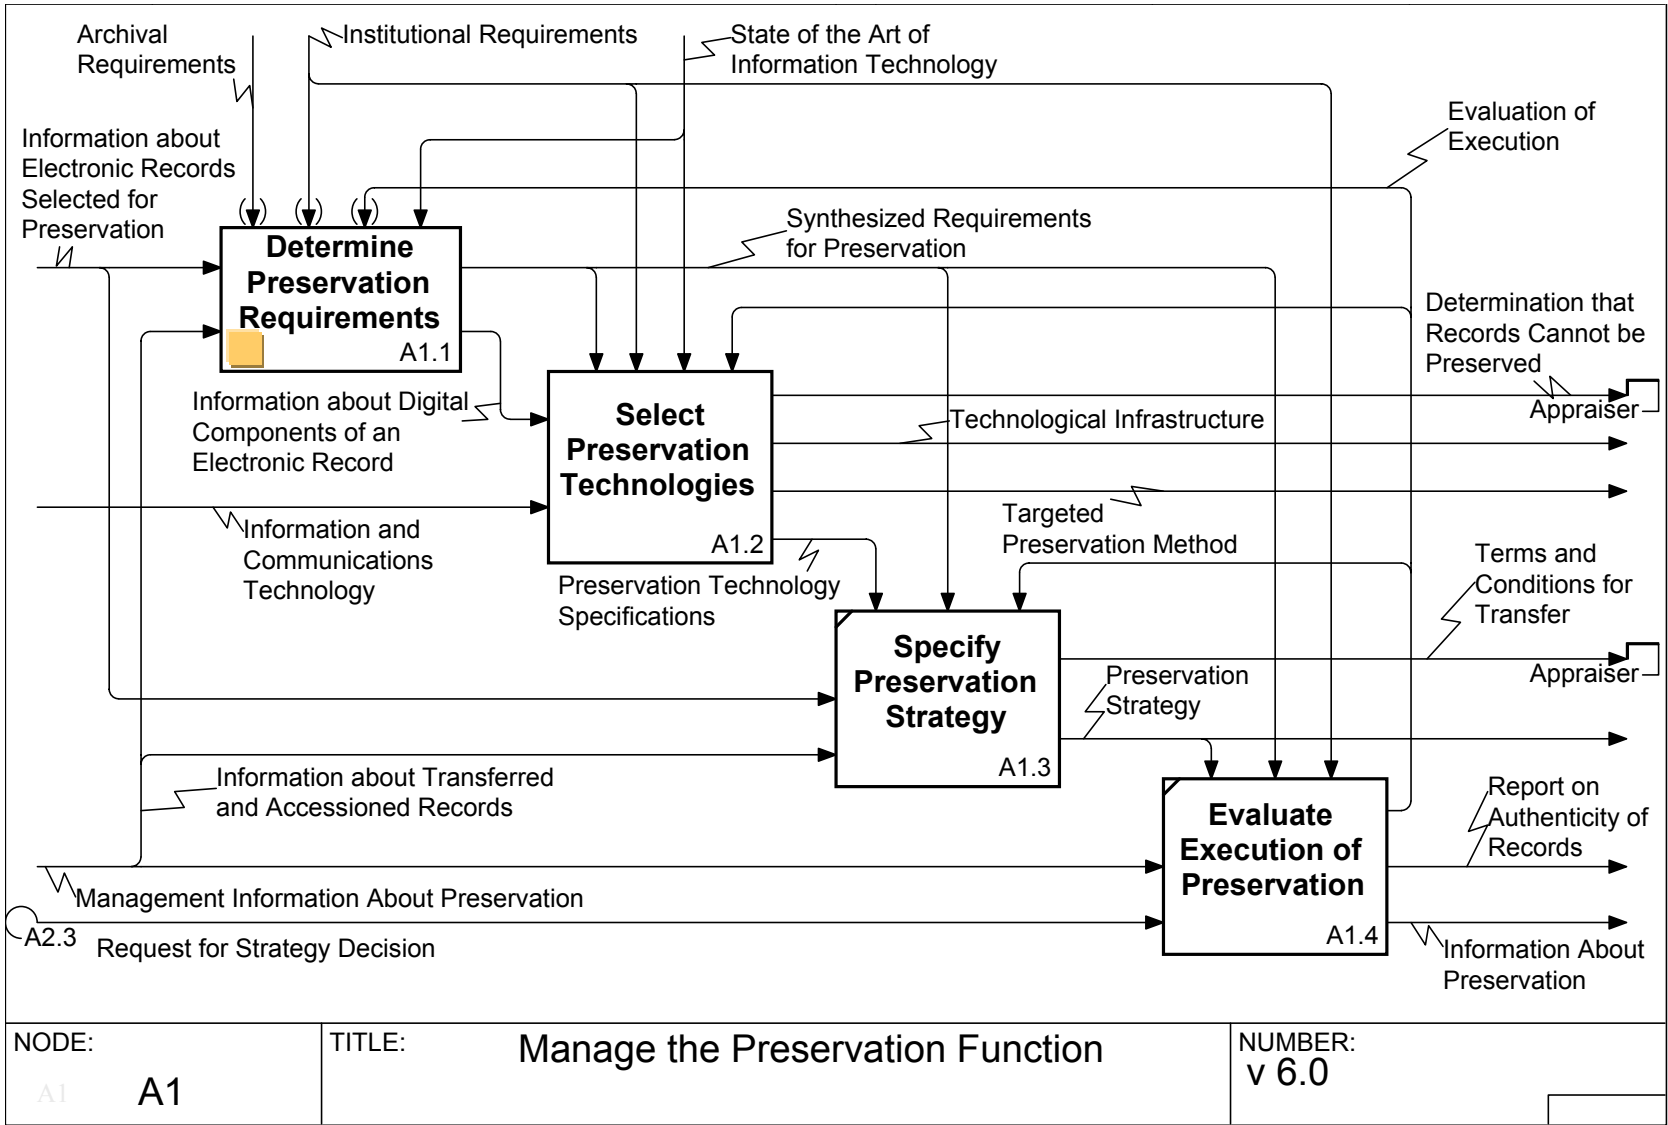 Archival
Requirements
Institutional Requirements
State of the Art of
Information Technology
Evaluation of
Execution
Information about
Electronic Records
Selected for
Preservation
Synthesized Requirements
for Preservation
Determine
Preservation
Requirements
A1.1
Determination that
Records Cannot be
Preserved
Appraiser
Information about Digital
Components of an
Electronic Record
Select
Preservation
Technologies
A1.2
Technological Infrastructure
Targeted
Preservation Method
Information and
Communications
Technology
Preservation Technology
Specifications
Terms and
Conditions for
Transfer
Appraiser
Specify
Preservation
Strategy
A1.3
Preservation
Strategy
Information about Transferred
and Accessioned Records
Evaluate
Execution of
Preservation
A1.4
Report on
Authenticity of
Records
Management Information About Preservation
A2.3
Request for Strategy Decision
Information About
Preservation
NODE:
A1
A1
TITLE:
Manage the Preservation Function
NUMBER:
v 6.0